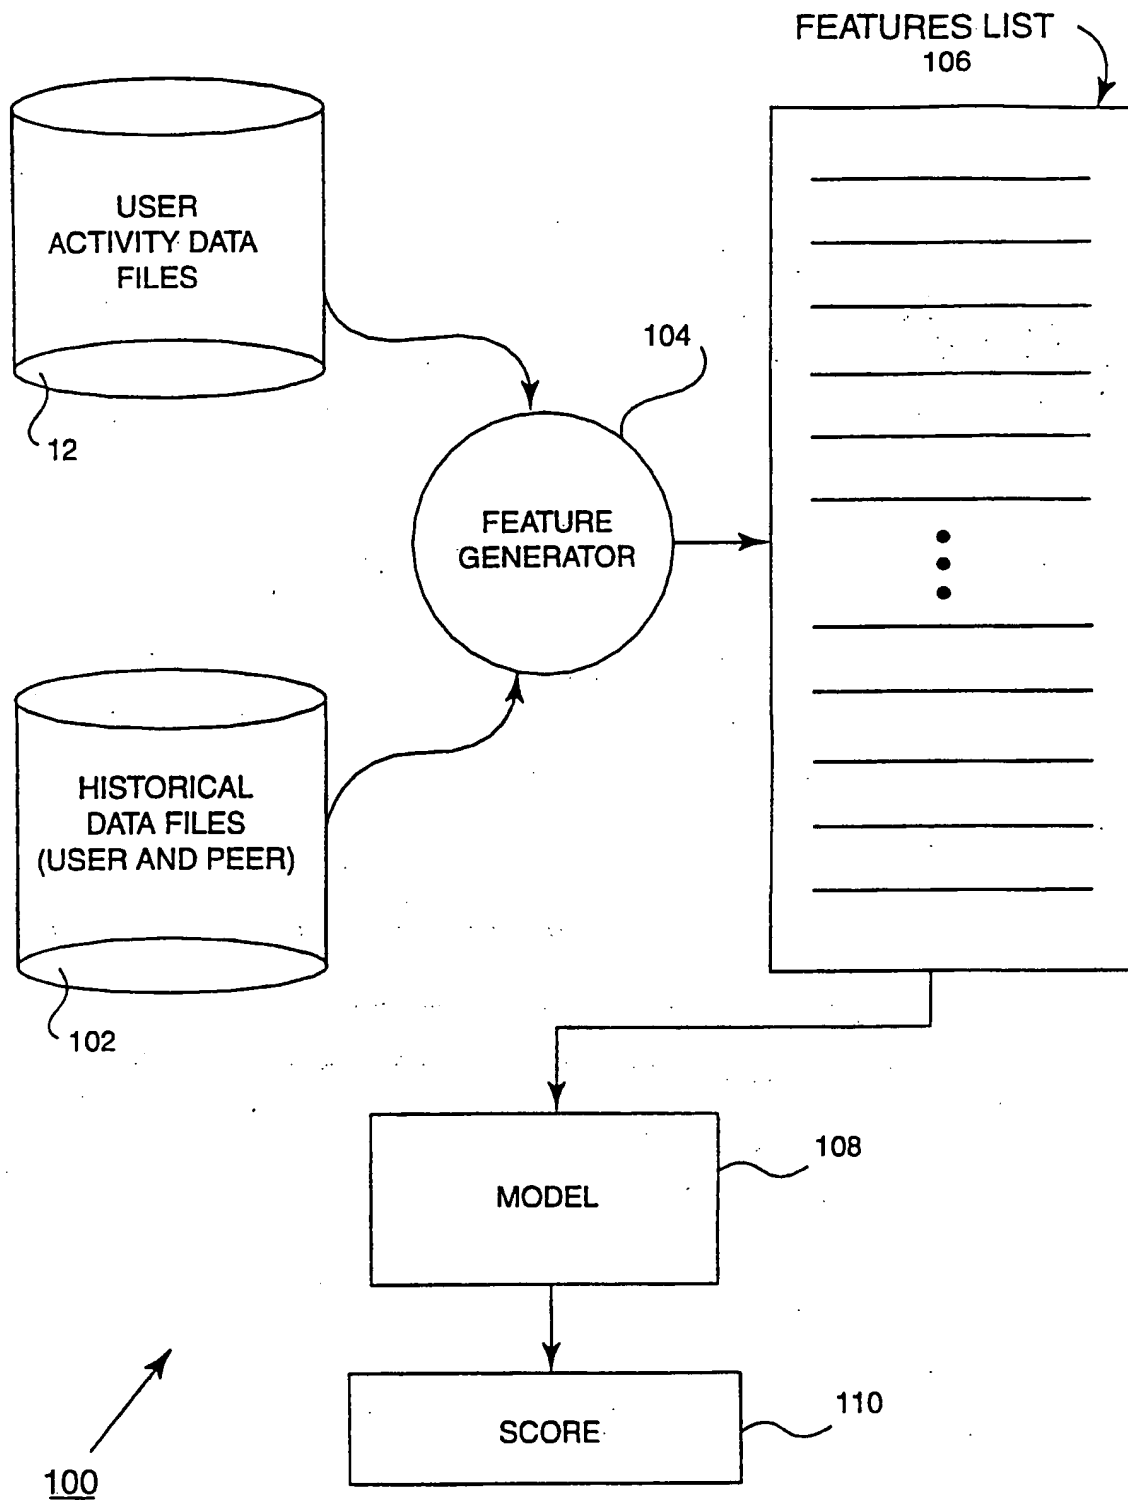 FEATURES LIST
106
USER
ACTIVITY DATA
FILES
12
104
FEATURE
GENERATOR
HISTORICAL
DATA FILES
(USER AND PEER)
102
108
MODEL
110
SCORE
100